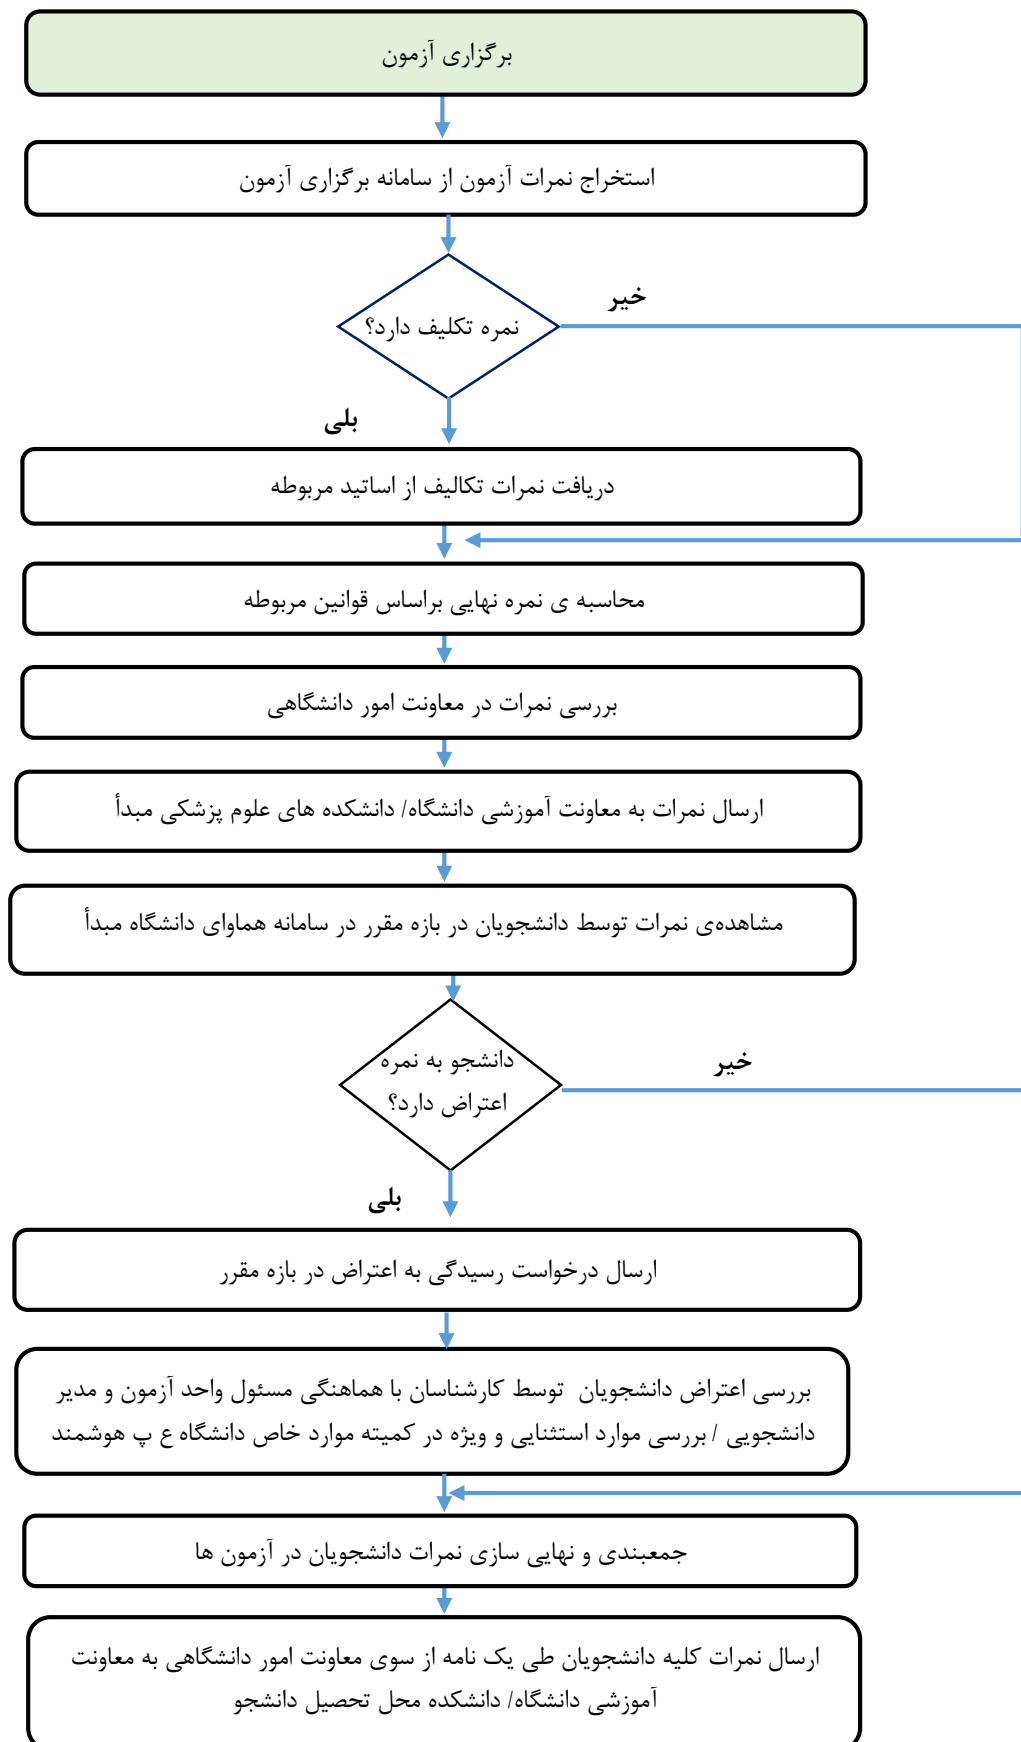 برگزاری آزمون
استخراج نمرات آزمون از سامانه برگزاری آزمون
خیر
نمره تکلیف دارد؟
بلی
دریافت نمرات تکالیف از اساتید مربوطه
محاسبه ی نمره نهایی براساس قوانین مربوطه
بررسی نمرات در معاونت امور دانشگاهی
ارسال نمرات به معاونت آموزشی دانشگاه/ دانشکده های علوم پزشکی مبدأ
مشاهده‌ی نمرات توسط دانشجویان در بازه مقرر در سامانه هماوای دانشگاه مبدأ
دانشجو به نمره
اعتراض دارد؟
خیر
بلی
ارسال درخواست رسیدگی به اعتراض در بازه مقرر
بررسی اعتراض دانشجویان توسط کارشناسان با هماهنگی مسئول واحد آزمون و مدیر
دانشجویی / بررسی موارد استثنایی و ویژه در کمیته موارد خاص دانشگاه ع پ هوشمند
جمعبندی و نهایی سازی نمرات دانشجویان در آزمون ها
ارسال نمرات کلیه دانشجویان طی یک نامه از سوی معاونت امور دانشگاهی به معاونت
آموزشی دانشگاه/ دانشکده محل تحصیل دانشجو